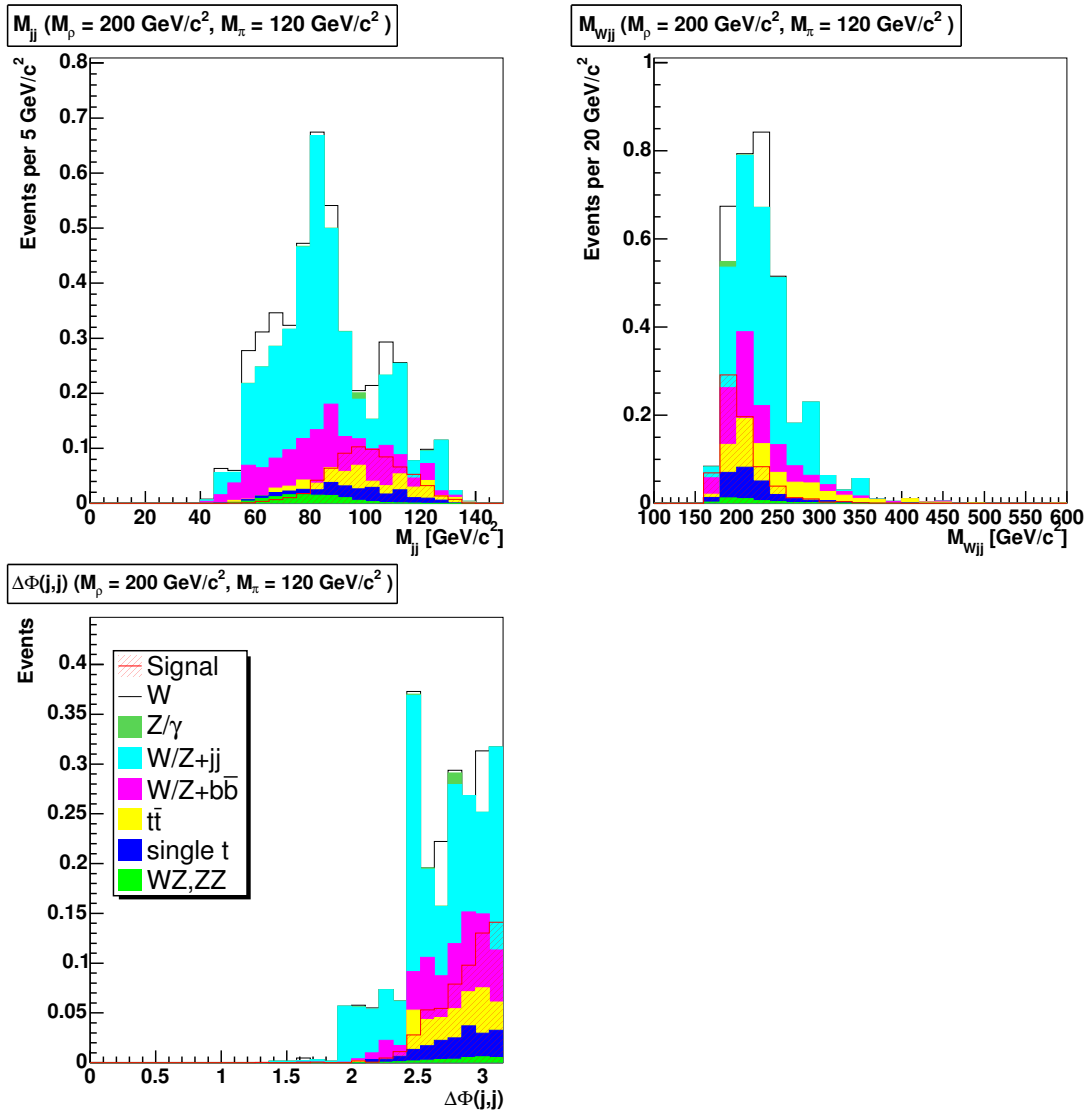 M_jj (M_ρ = 200 GeV/c², M_π = 120 GeV/c² )
Events per 5 GeV/c²
0.8
0.7
0.6
0.5
0.4
0.3
0.2
0.1
0
0 20 40 60 80 100 120 140
M_jj [GeV/c²]
M_Wjj (M_ρ = 200 GeV/c², M_π = 120 GeV/c² )
Events per 20 GeV/c²
1
0.8
0.6
0.4
0.2
0
100 150 200 250 300 350 400 450 500 550 600
M_Wjj [GeV/c²]
ΔΦ(j,j) (M_ρ = 200 GeV/c², M_π = 120 GeV/c² )
Events
0.4
0.35
0.3
0.25
0.2
0.15
0.1
0.05
0
Signal
W
Z/γ
W/Z+jj
W/Z+bb̄
tt̄
single t
WZ,ZZ
0 0.5 1 1.5 2 2.5 3
ΔΦ(j,j)